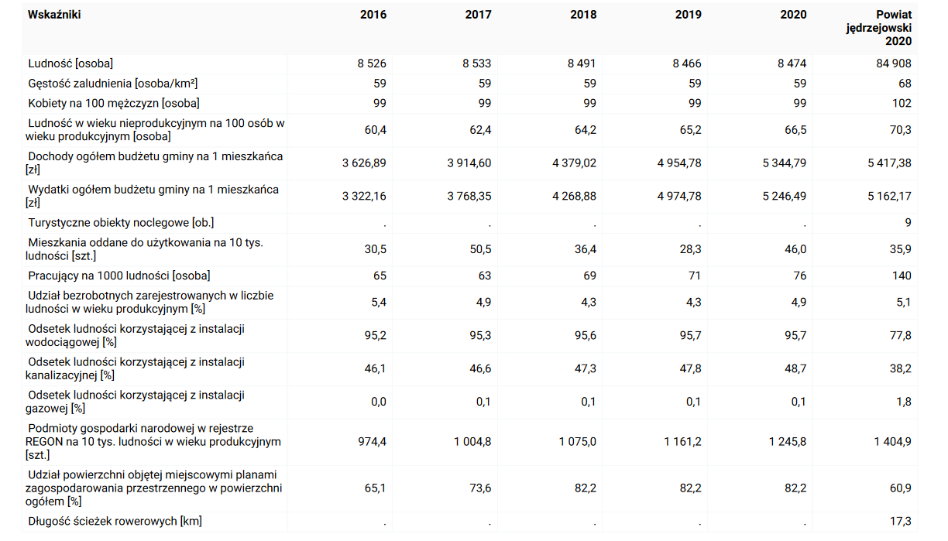 Wskaźniki 2016 2017 2018 2019 2020 Powiat
jędrzejowski
2020
Ludność [osoba] 8 526 8 533 8 491 8 466 8 474 84 908
Gęstość zaludnienia [osoba/km²] 59 59 59 59 59 68
Kobiety na 100 mężczyzn [osoba] 99 99 99 99 99 102
Ludność w wieku nieprodukcyjnym na 100 osób w
wieku produkcyjnym [osoba] 60,4 62,4 64,2 65,2 66,5 70,3
Dochody ogółem budżetu gminy na 1 mieszkańca
[zł] 3 626,89 3 914,60 4 379,02 4 954,78 5 344,79 5 417,38
Wydatki ogółem budżetu gminy na 1 mieszkańca
[zł] 3 322,16 3 768,35 4 268,88 4 974,78 5 246,49 5 162,17
Turystyczne obiekty noclegowe [ob.] . . . . . 9
Mieszkania oddane do użytkowania na 10 tys.
ludności [szt.] 30,5 50,5 36,4 28,3 46,0 35,9
Pracujący na 1000 ludności [osoba] 65 63 69 71 76 140
Udział bezrobotnych zarejestrowanych w liczbie
ludności w wieku produkcyjnym [%] 5,4 4,9 4,3 4,3 4,9 5,1
Odsetek ludności korzystającej z instalacji
wodociągowej [%] 95,2 95,3 95,6 95,7 95,7 77,8
Odsetek ludności korzystającej z instalacji
kanalizacyjnej [%] 46,1 46,6 47,3 47,8 48,7 38,2
Odsetek ludności korzystającej z instalacji
gazowej [%] 0,0 0,1 0,1 0,1 0,1 1,8
Podmioty gospodarki narodowej w rejestrze
REGON na 10 tys. ludności w wieku produkcyjnym 974,4 1 004,8 1 075,0 1 161,2 1 245,8 1 404,9
[szt.]
Udział powierzchni objętej miejscowymi planami
zagospodarowania przestrzennego w powierzchni 65,1 73,6 82,2 82,2 82,2 60,9
ogółem [%]
Długość ścieżek rowerowych [km] . . . . . 17,3